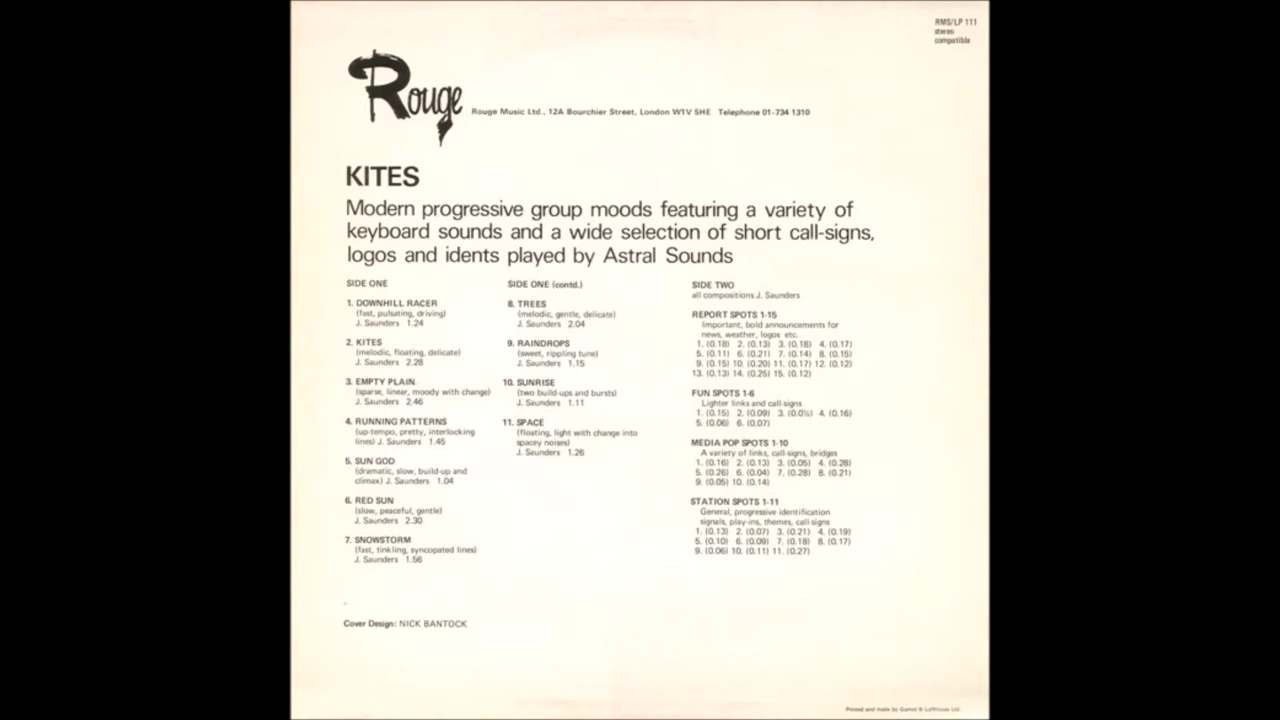 RMS/LP 111
stereo
compatible
Rouge
Rouge Music Ltd., 12A Bourchier Street, London W1V 5HE Telephone 01-734 1310
KITES
Modern progressive group moods featuring a variety of
keyboard sounds and a wide selection of short call-signs,
logos and idents played by Astral Sounds
SIDE ONE
1. DOWNHILL RACER
(fast, pulsating, driving)
J. Saunders 1.24
2. KITES
(melodic, floating, delicate)
J. Saunders 2.28
3. EMPTY PLAIN
(sparse, linear, moody with change)
J. Saunders 2.46
4. RUNNING PATTERNS
(up-tempo, pretty, interlocking
lines) J. Saunders 1.45
5. SUN GOD
(dramatic, slow, build-up and
climax) J. Saunders 1.04
6. RED SUN
(slow, peaceful, gentle)
J. Saunders 2.30
7. SNOWSTORM
(fast, tinkling, syncopated lines)
J. Saunders 1.56
SIDE ONE (contd.)
8. TREES
(melodic, gentle, delicate)
J. Saunders 2.04
9. RAINDROPS
(sweet, rippling tune)
J. Saunders 1.15
10. SUNRISE
(two build-ups and bursts)
J. Saunders 1.11
11. SPACE
(floating, light with change into
spacey noises)
J. Saunders 1.26
SIDE TWO
all compositions J. Saunders
REPORT SPOTS 1-15
Important, bold announcements for
news, weather, logos etc.
1. (0.18) 2. (0.13) 3. (0.18) 4. (0.17)
5. (0.11) 6. (0.21) 7. (0.14) 8. (0.15)
9. (0.15) 10. (0.20) 11. (0.17) 12. (0.12)
13. (0.13) 14. (0.25) 15. (0.12)
FUN SPOTS 1-6
Lighter links and call-signs
1. (0.15) 2. (0.09) 3. (0.0½) 4. (0.16)
5. (0.06) 6. (0.07)
MEDIA POP SPOTS 1-10
A variety of links, call-signs, bridges
1. (0.16) 2. (0.13) 3. (0.05) 4. (0.28)
5. (0.26) 6. (0.04) 7. (0.28) 8. (0.21)
9. (0.05) 10. (0.14)
STATION SPOTS 1-11
General, progressive identification
signals, play-ins, themes, call-signs
1. (0.13) 2. (0.07) 3. (0.21) 4. (0.19)
5. (0.10) 6. (0.09) 7. (0.18) 8. (0.17)
9. (0.06) 10. (0.11) 11. (0.27)
Cover Design: NICK BANTOCK
Printed and made by Garrod & Lofthouse Ltd.